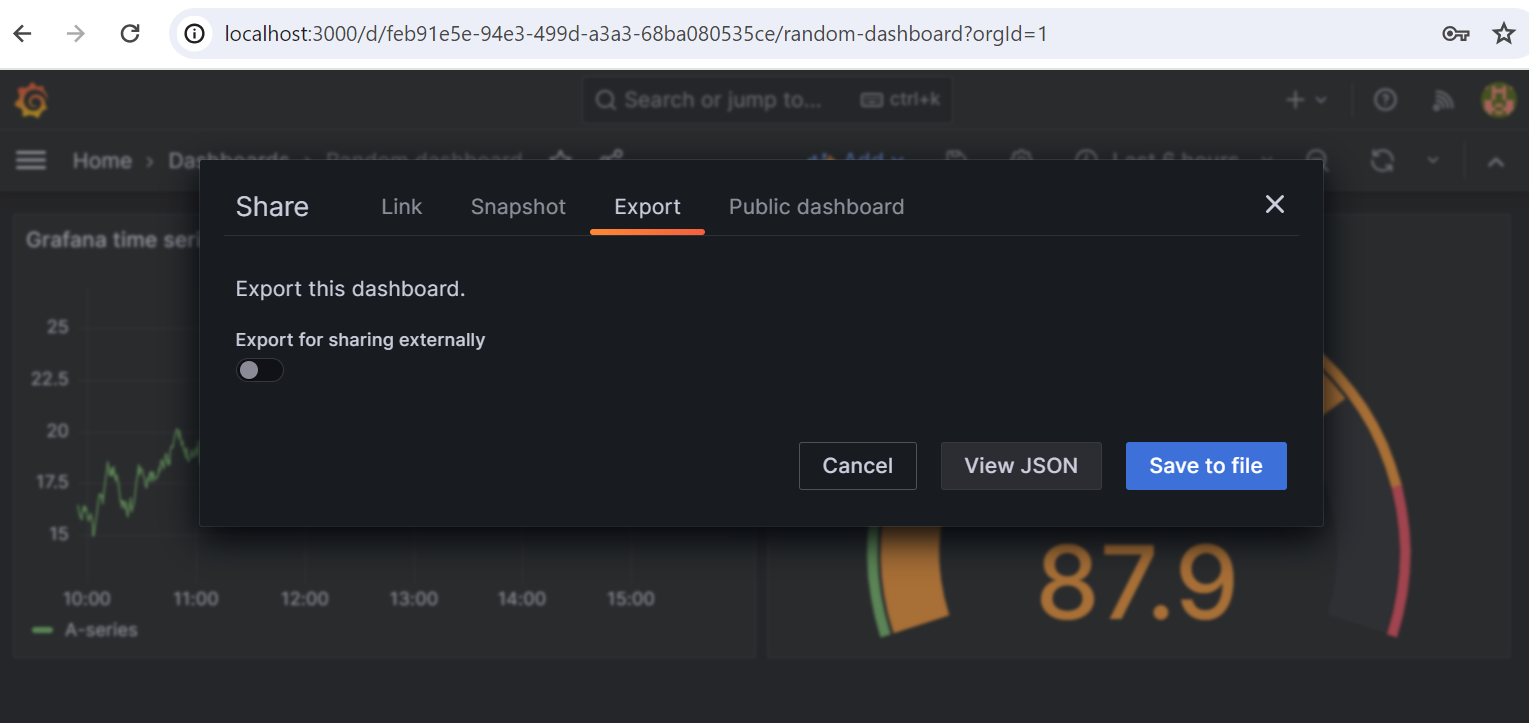 localhost:3000/d/feb91e5e-94e3-499d-a3a3-68ba080535ce/random-dashboard?orgId=1
Search or jump to... ctrl+k
Home › Dashboards › Random dashboard Add Last 6 hours
Share Link Snapshot Export Public dashboard
Grafana time seri
Export this dashboard.
Export for sharing externally
Cancel View JSON Save to file
25
22.5
20
17.5
15
10:00 11:00 12:00 13:00 14:00 15:00
A-series
87.9